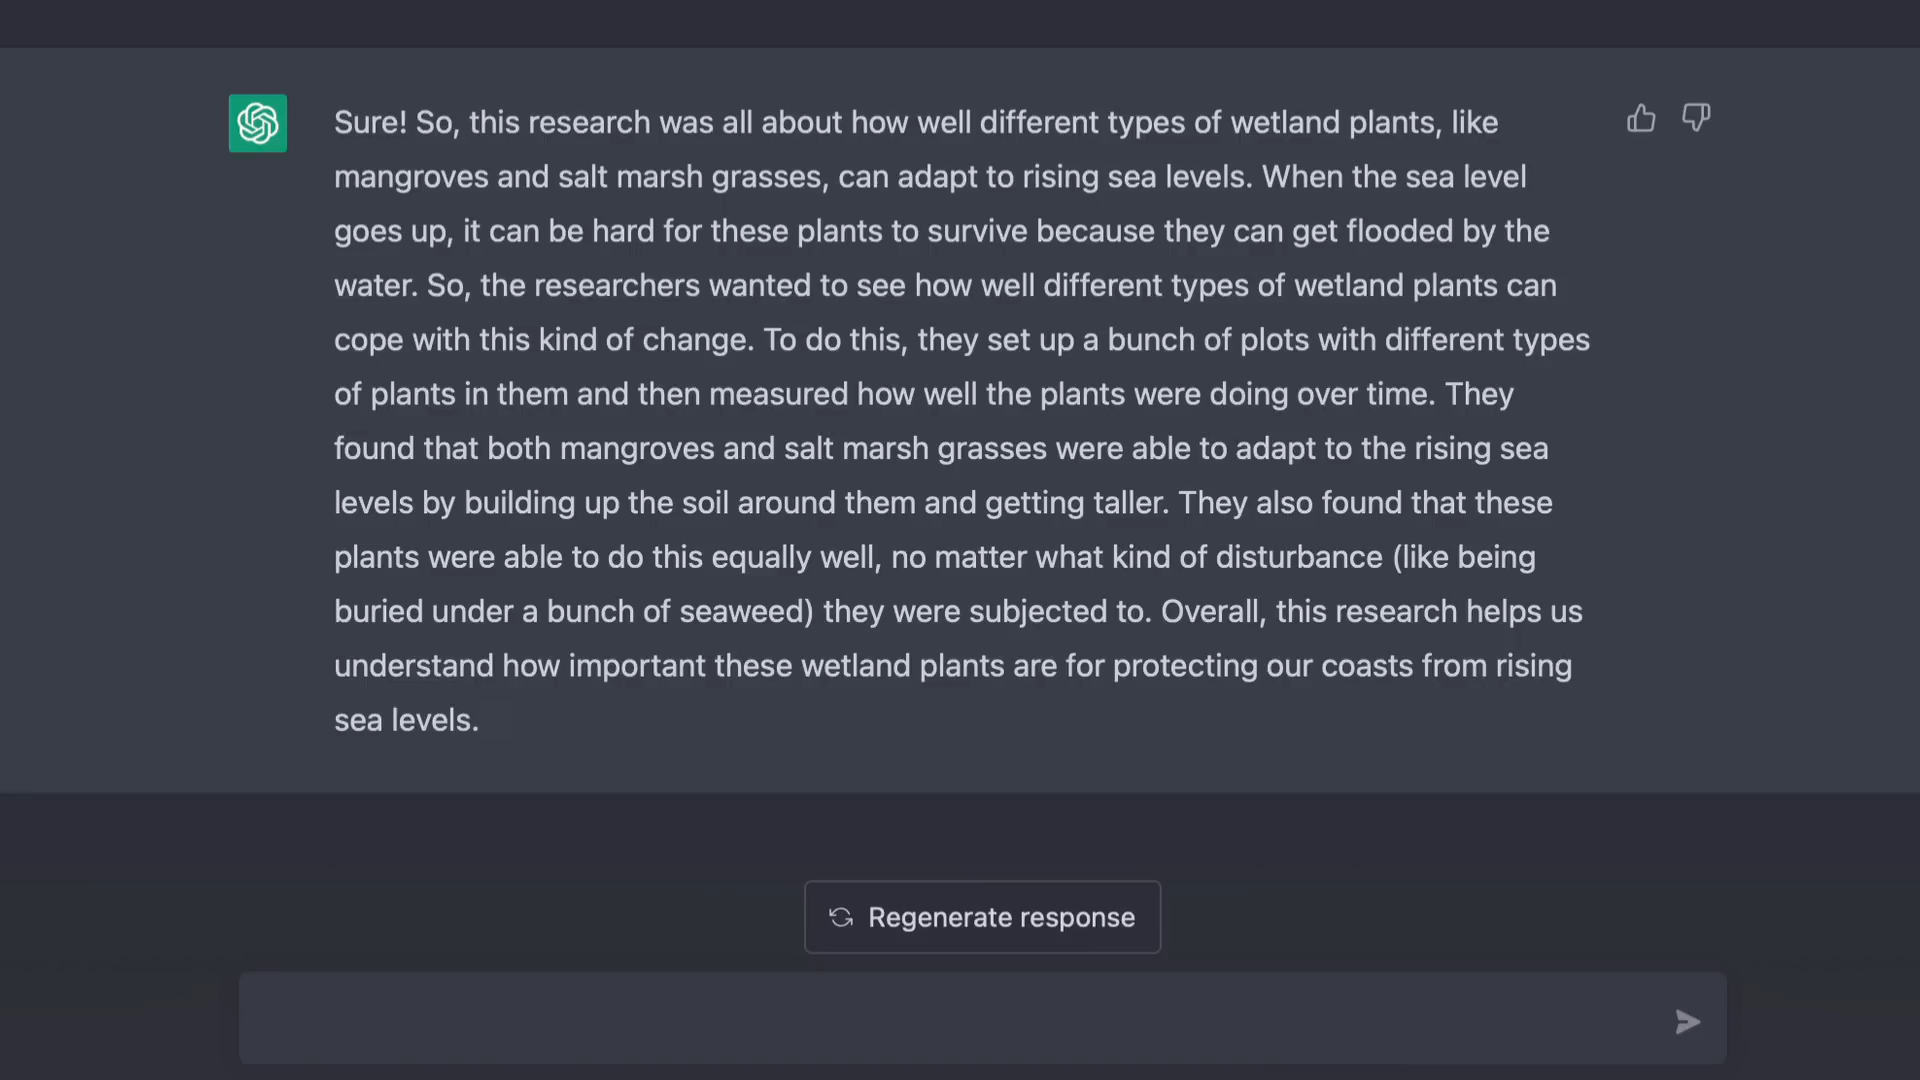 Sure! So, this research was all about how well different types of wetland plants, like
mangroves and salt marsh grasses, can adapt to rising sea levels. When the sea level
goes up, it can be hard for these plants to survive because they can get flooded by the
water. So, the researchers wanted to see how well different types of wetland plants can
cope with this kind of change. To do this, they set up a bunch of plots with different types
of plants in them and then measured how well the plants were doing over time. They
found that both mangroves and salt marsh grasses were able to adapt to the rising sea
levels by building up the soil around them and getting taller. They also found that these
plants were able to do this equally well, no matter what kind of disturbance (like being
buried under a bunch of seaweed) they were subjected to. Overall, this research helps us
understand how important these wetland plants are for protecting our coasts from rising
sea levels.
Regenerate response